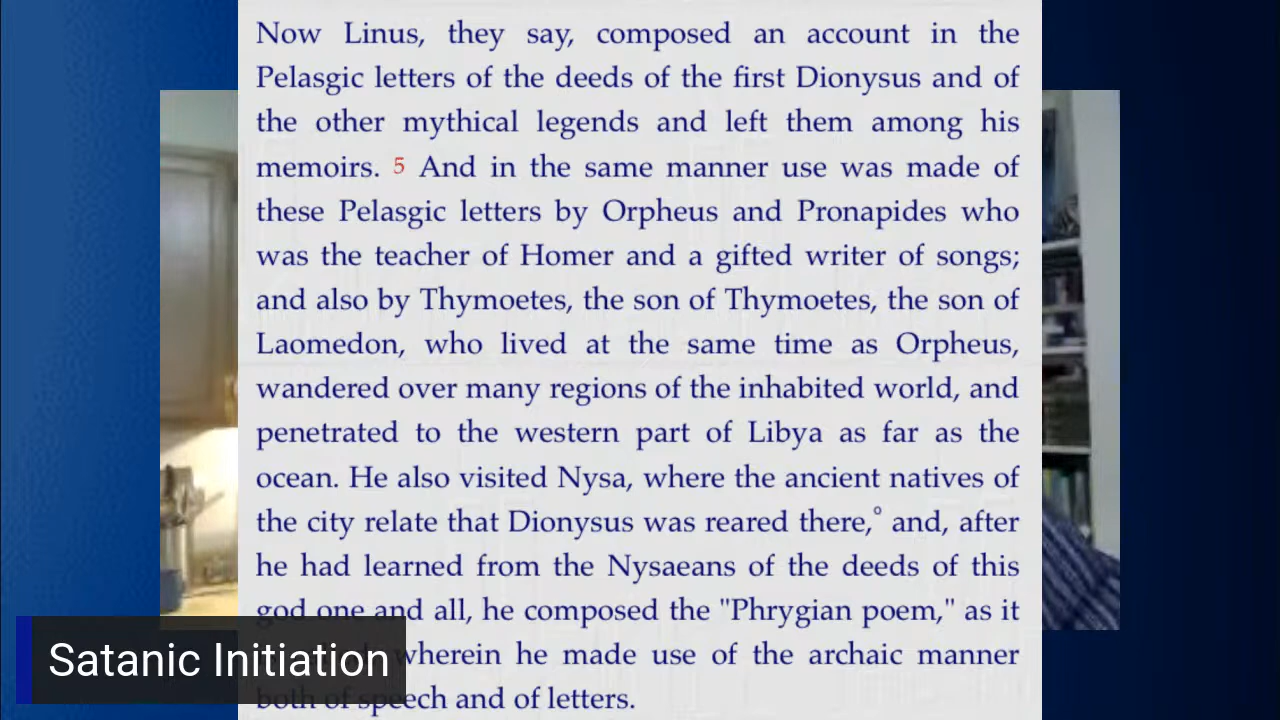 Now Linus, they say, composed an account in the
Pelasgic letters of the deeds of the first Dionysus and of
the other mythical legends and left them among his
memoirs. 5 And in the same manner use was made of
these Pelasgic letters by Orpheus and Pronapides who
was the teacher of Homer and a gifted writer of songs;
and also by Thymoetes, the son of Thymoetes, the son of
Laomedon, who lived at the same time as Orpheus,
wandered over many regions of the inhabited world, and
penetrated to the western part of Libya as far as the
ocean. He also visited Nysa, where the ancient natives of
the city relate that Dionysus was reared there,° and, after
he had learned from the Nysaeans of the deeds of this
god one and all, he composed the "Phrygian poem," as it
wherein he made use of the archaic manner
both of speech and of letters.
Satanic Initiation